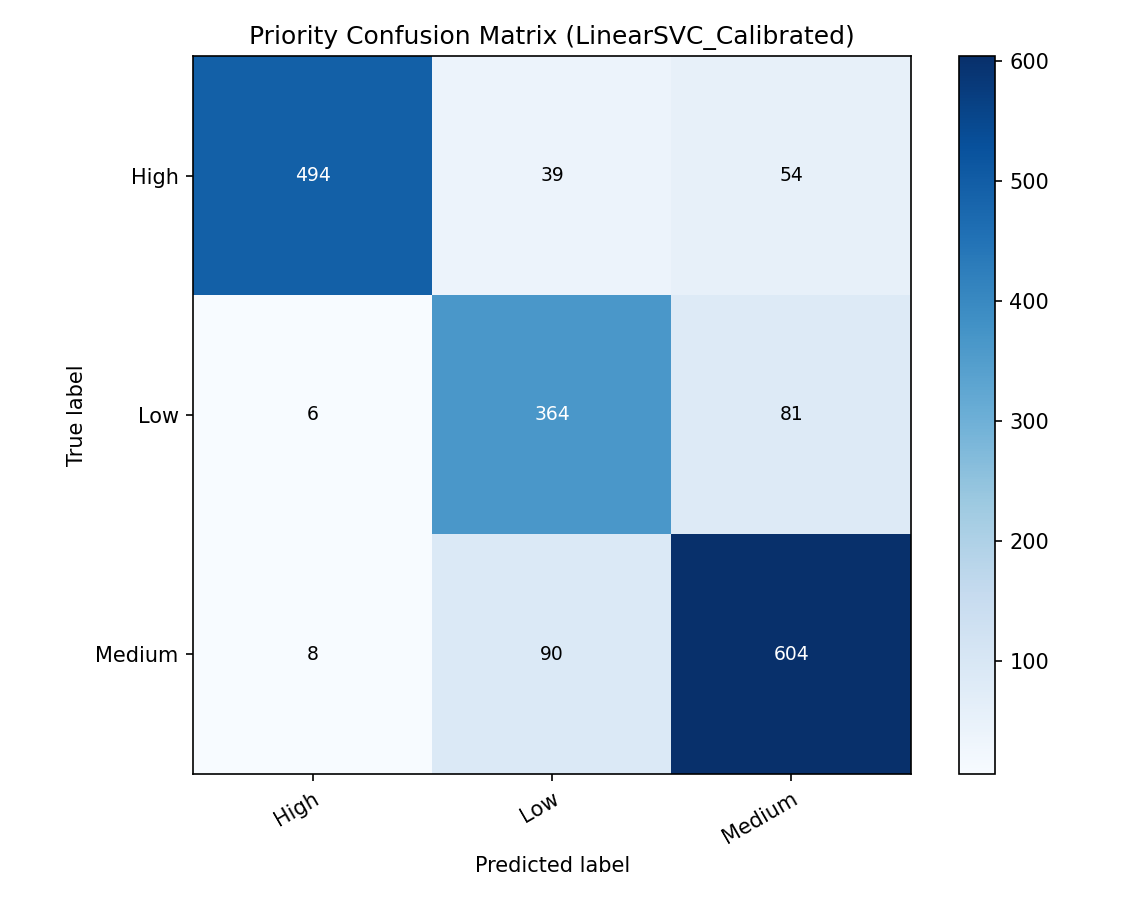 Priority Confusion Matrix (LinearSVC_Calibrated)
High 494 39 54
Low 6 364 81
Medium 8 90 604
High Low Medium
Predicted label
True label
600
500
400
300
200
100